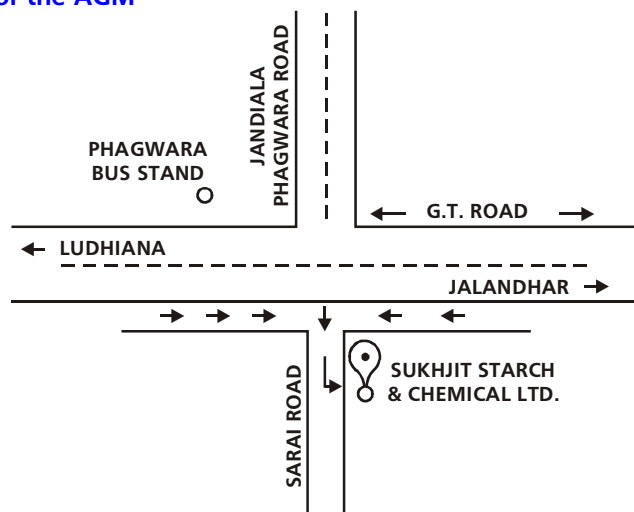 of the AGM
JANDIALA
PHAGWARA ROAD
PHAGWARA
BUS STAND
G.T. ROAD
LUDHIANA
JALANDHAR
SARAI ROAD
SUKHJIT STARCH
& CHEMICAL LTD.